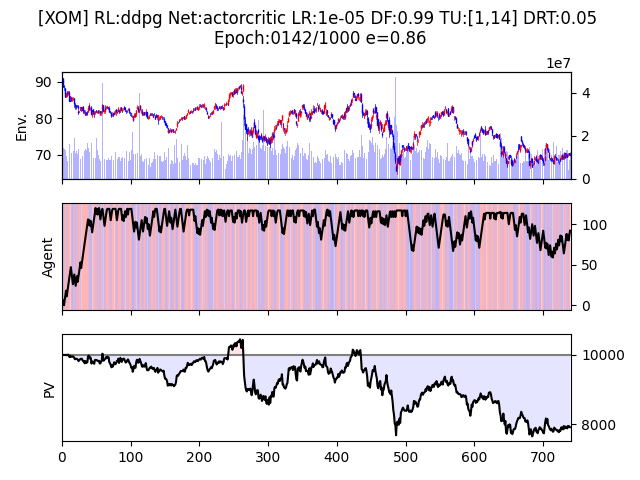 [XOM] RL:ddpg Net:actorcritic LR:1e-05 DF:0.99 TU:[1,14] DRT:0.05
Epoch:0142/1000 e=0.86
1e7
Env.
90
80
70
4
2
0
Agent
100
50
0
PV
10000
8000
0 100 200 300 400 500 600 700